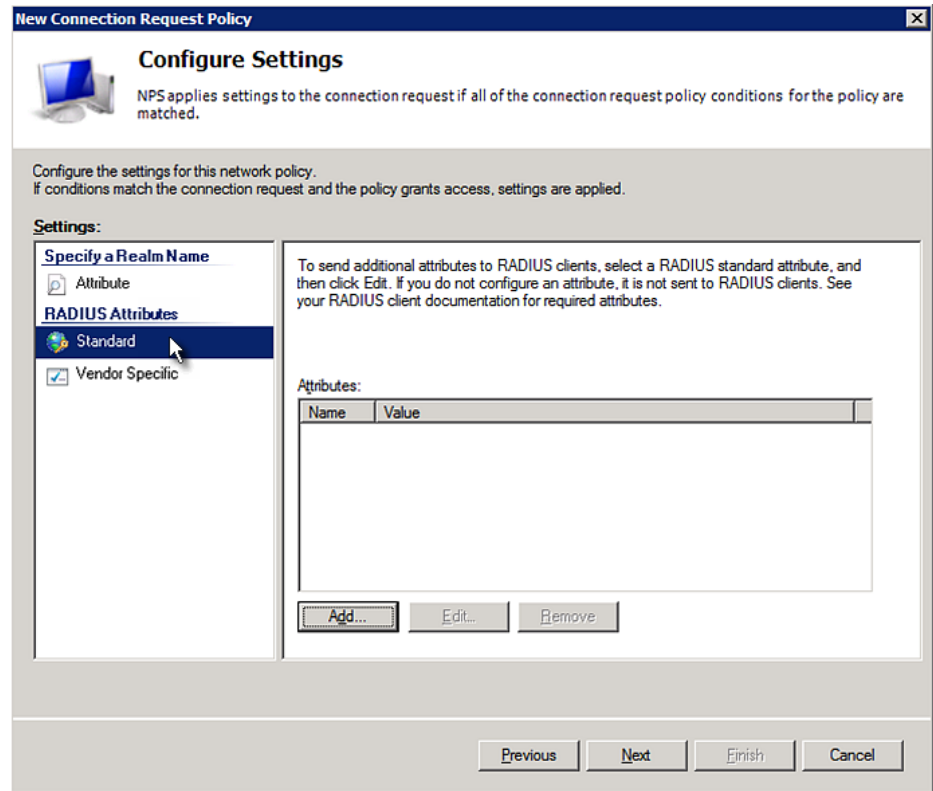 New Connection Request Policy
Configure Settings
NPS applies settings to the connection request if all of the connection request policy conditions for the policy are
matched.
Configure the settings for this network policy.
If conditions match the connection request and the policy grants access, settings are applied.
Settings:
Specify a Realm Name
Attribute
RADIUS Attributes
Standard
Vendor Specific
To send additional attributes to RADIUS clients, select a RADIUS standard attribute, and
then click Edit. If you do not configure an attribute, it is not sent to RADIUS clients. See
your RADIUS client documentation for required attributes.
Attributes:
Name Value
Add... Edit... Remove
Previous Next Finish Cancel